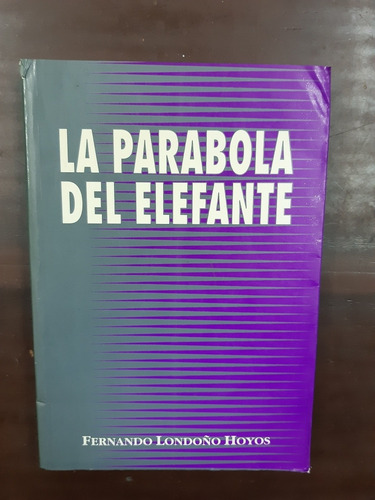 LA PARABOLA
DEL ELEFANTE
FERNANDO LONDOÑO HOYOS